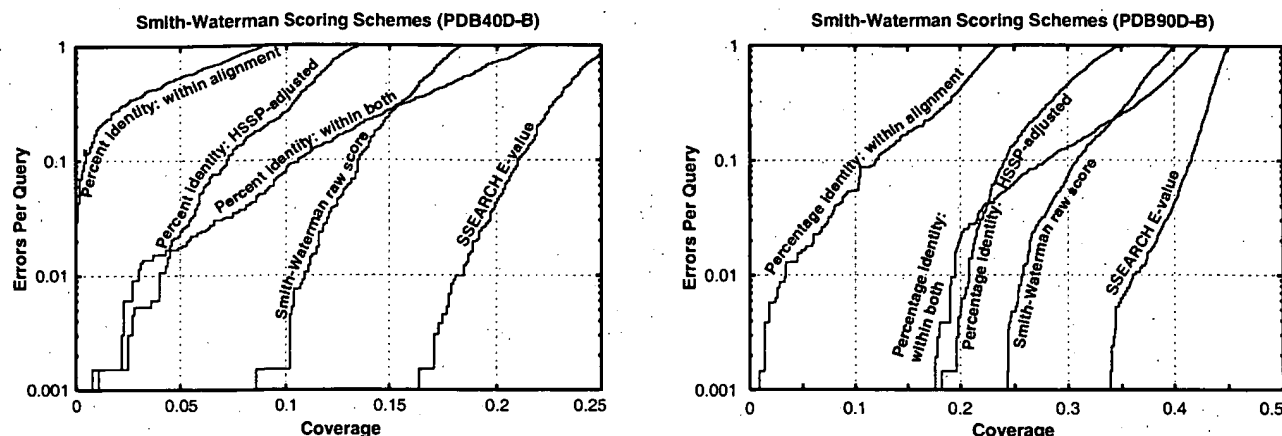 Smith-Waterman Scoring Schemes (PDB40D-B)
Errors Per Query
1
0.1
0.01
0.001
Percent Identity: within alignment
Percent Identity: HSSP-adjusted
Percent Identity: within both
Smith-Waterman raw score
SSEARCH E-value
0
0.05
0.1
0.15
0.2
0.25
Coverage
Smith-Waterman Scoring Schemes (PDB90D-B)
Errors Per Query
1
0.1
0.01
0.001
Percentage Identity: within alignment
Percentage Identity:
within both
Percentage Identity: HSSP-adjusted
Smith-Waterman raw score
SSEARCH E-value
0
0.1
0.2
0.3
0.4
0.5
Coverage